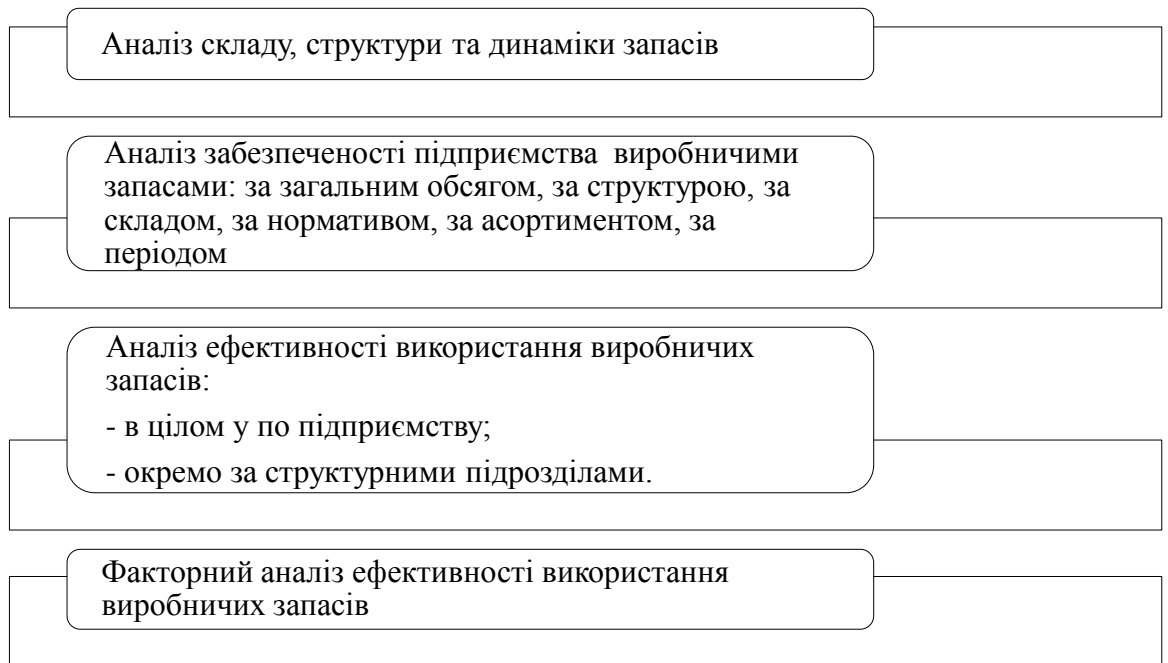 Аналіз складу, структури та динаміки запасів
Аналіз забезпеченості підприємства  виробничими
запасами: за загальним обсягом, за структурою, за
складом, за нормативом, за асортиментом, за
періодом
Аналіз ефективності використання виробничих
запасів:
- в цілом у по підприємству;
- окремо за структурними підрозділами.
Факторний аналіз ефективності використання
виробничих запасів